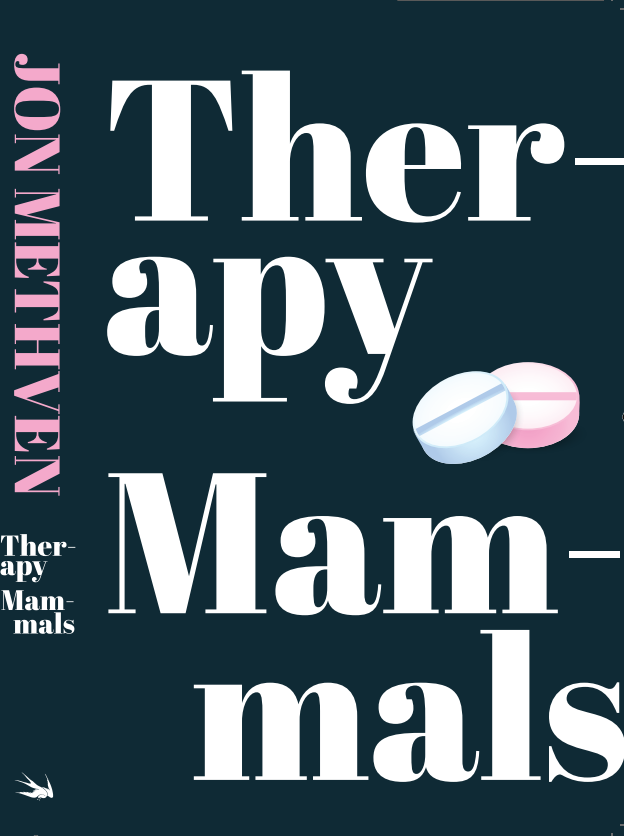 JON METHVEN
Ther-
apy
Mam-
mals
Ther-
apy
Mam-
mals